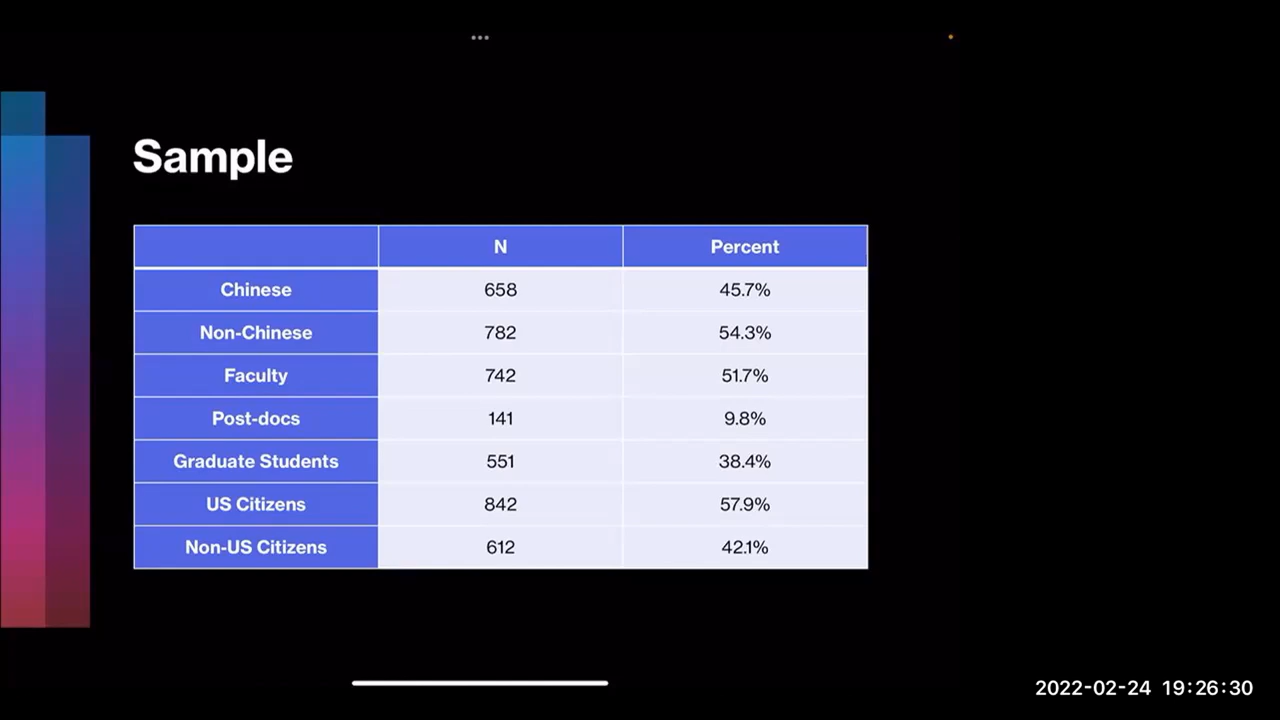 Sample
N Percent
Chinese 658 45.7%
Non-Chinese 782 54.3%
Faculty 742 51.7%
Post-docs 141 9.8%
Graduate Students 551 38.4%
US Citizens 842 57.9%
Non-US Citizens 612 42.1%
2022-02-24 19:26:30